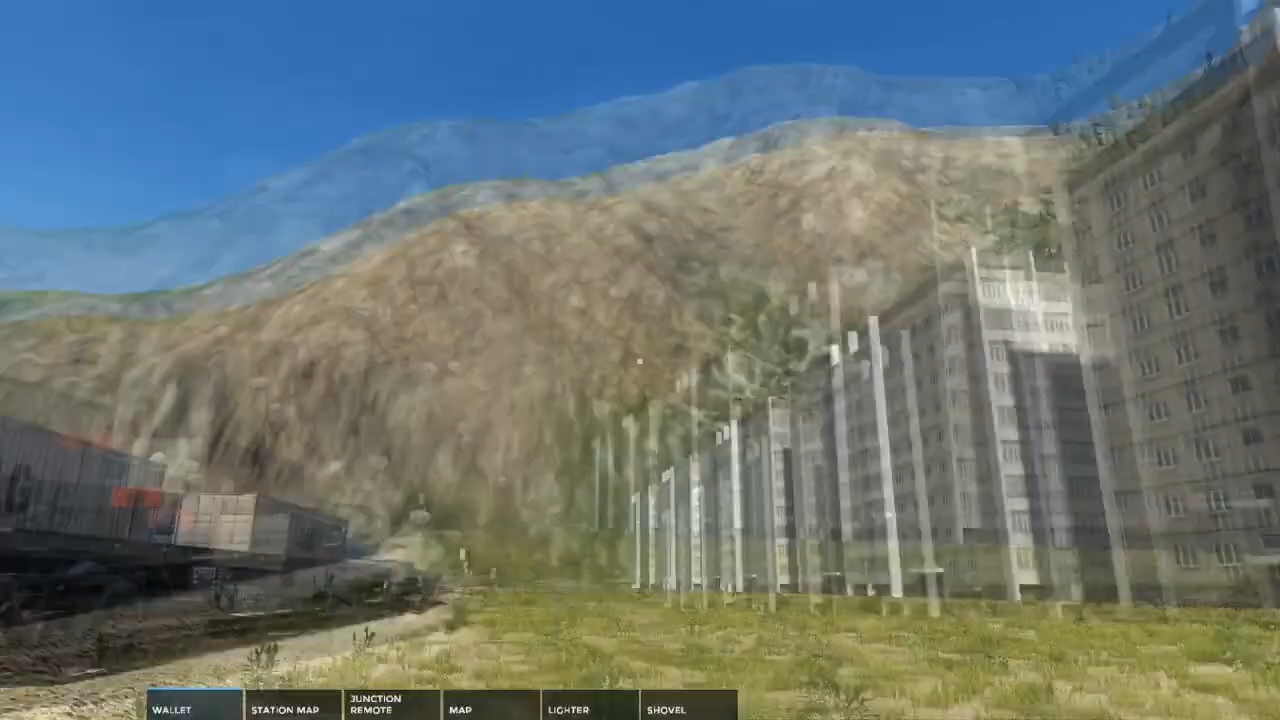 WALLET
STATION MAP
JUNCTION
REMOTE
MAP
LIGHTER
SHOVEL